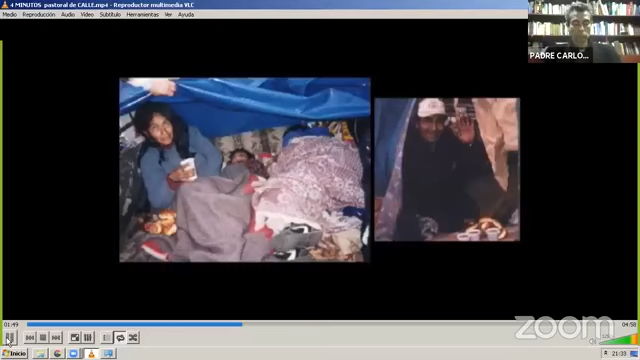 4 MINUTOS pastoral de CALLE.mp4 - Reproductor multimedia VLC
Medio Reproducción Audio Video Subtítulo Herramientas Ver Ayuda
PADRE CARLO...
01:49
04:58
zoom
Inicio
21:33